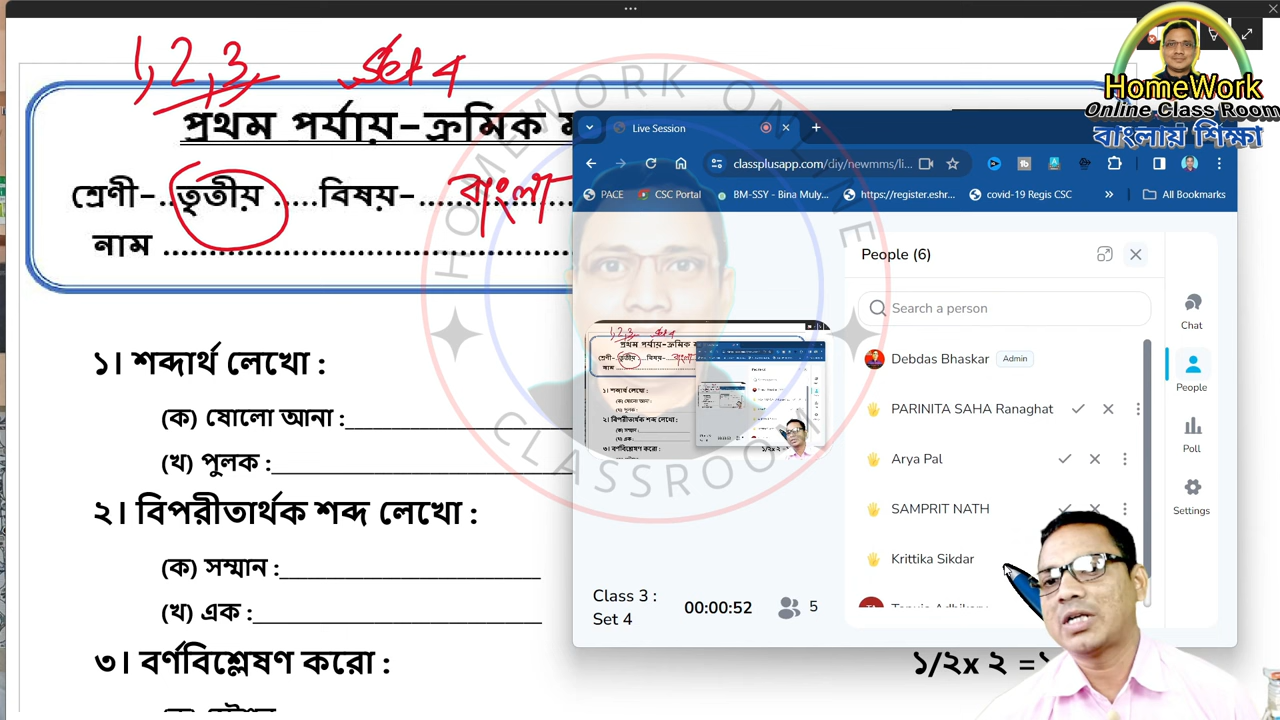 1, 2, 3, Set 4
প্রথম পর্যায়-ক্রমিক
শ্রেণী-..তৃতীয়.....বিষয়-....বাংলা
নাম
১। শব্দার্থ লেখো :
(ক) ষোলো আনা :
(খ) পুলক :
২। বিপরীতার্থক শব্দ লেখো :
(ক) সম্মান :
(খ) এক :
৩। বর্ণবিশ্লেষণ করো :
১/২x ২ =
HomeWork
Online Class Room
বাংলায় শিক্ষা
HOMEWORK ONLINE
CLASSROOM
Live Session
classplusapp.com/diy/newmms/li...
PACE
CSC Portal
BM-SSY - Bina Muly...
https://register.eshr...
covid-19 Regis CSC
»
All Bookmarks
People (6)
Search a person
Debdas Bhaskar Admin
PARINITA SAHA Ranaghat
Arya Pal
SAMPRIT NATH
Krittika Sikdar
Chat
People
Poll
Settings
Class 3 :
Set 4
00:00:52
5